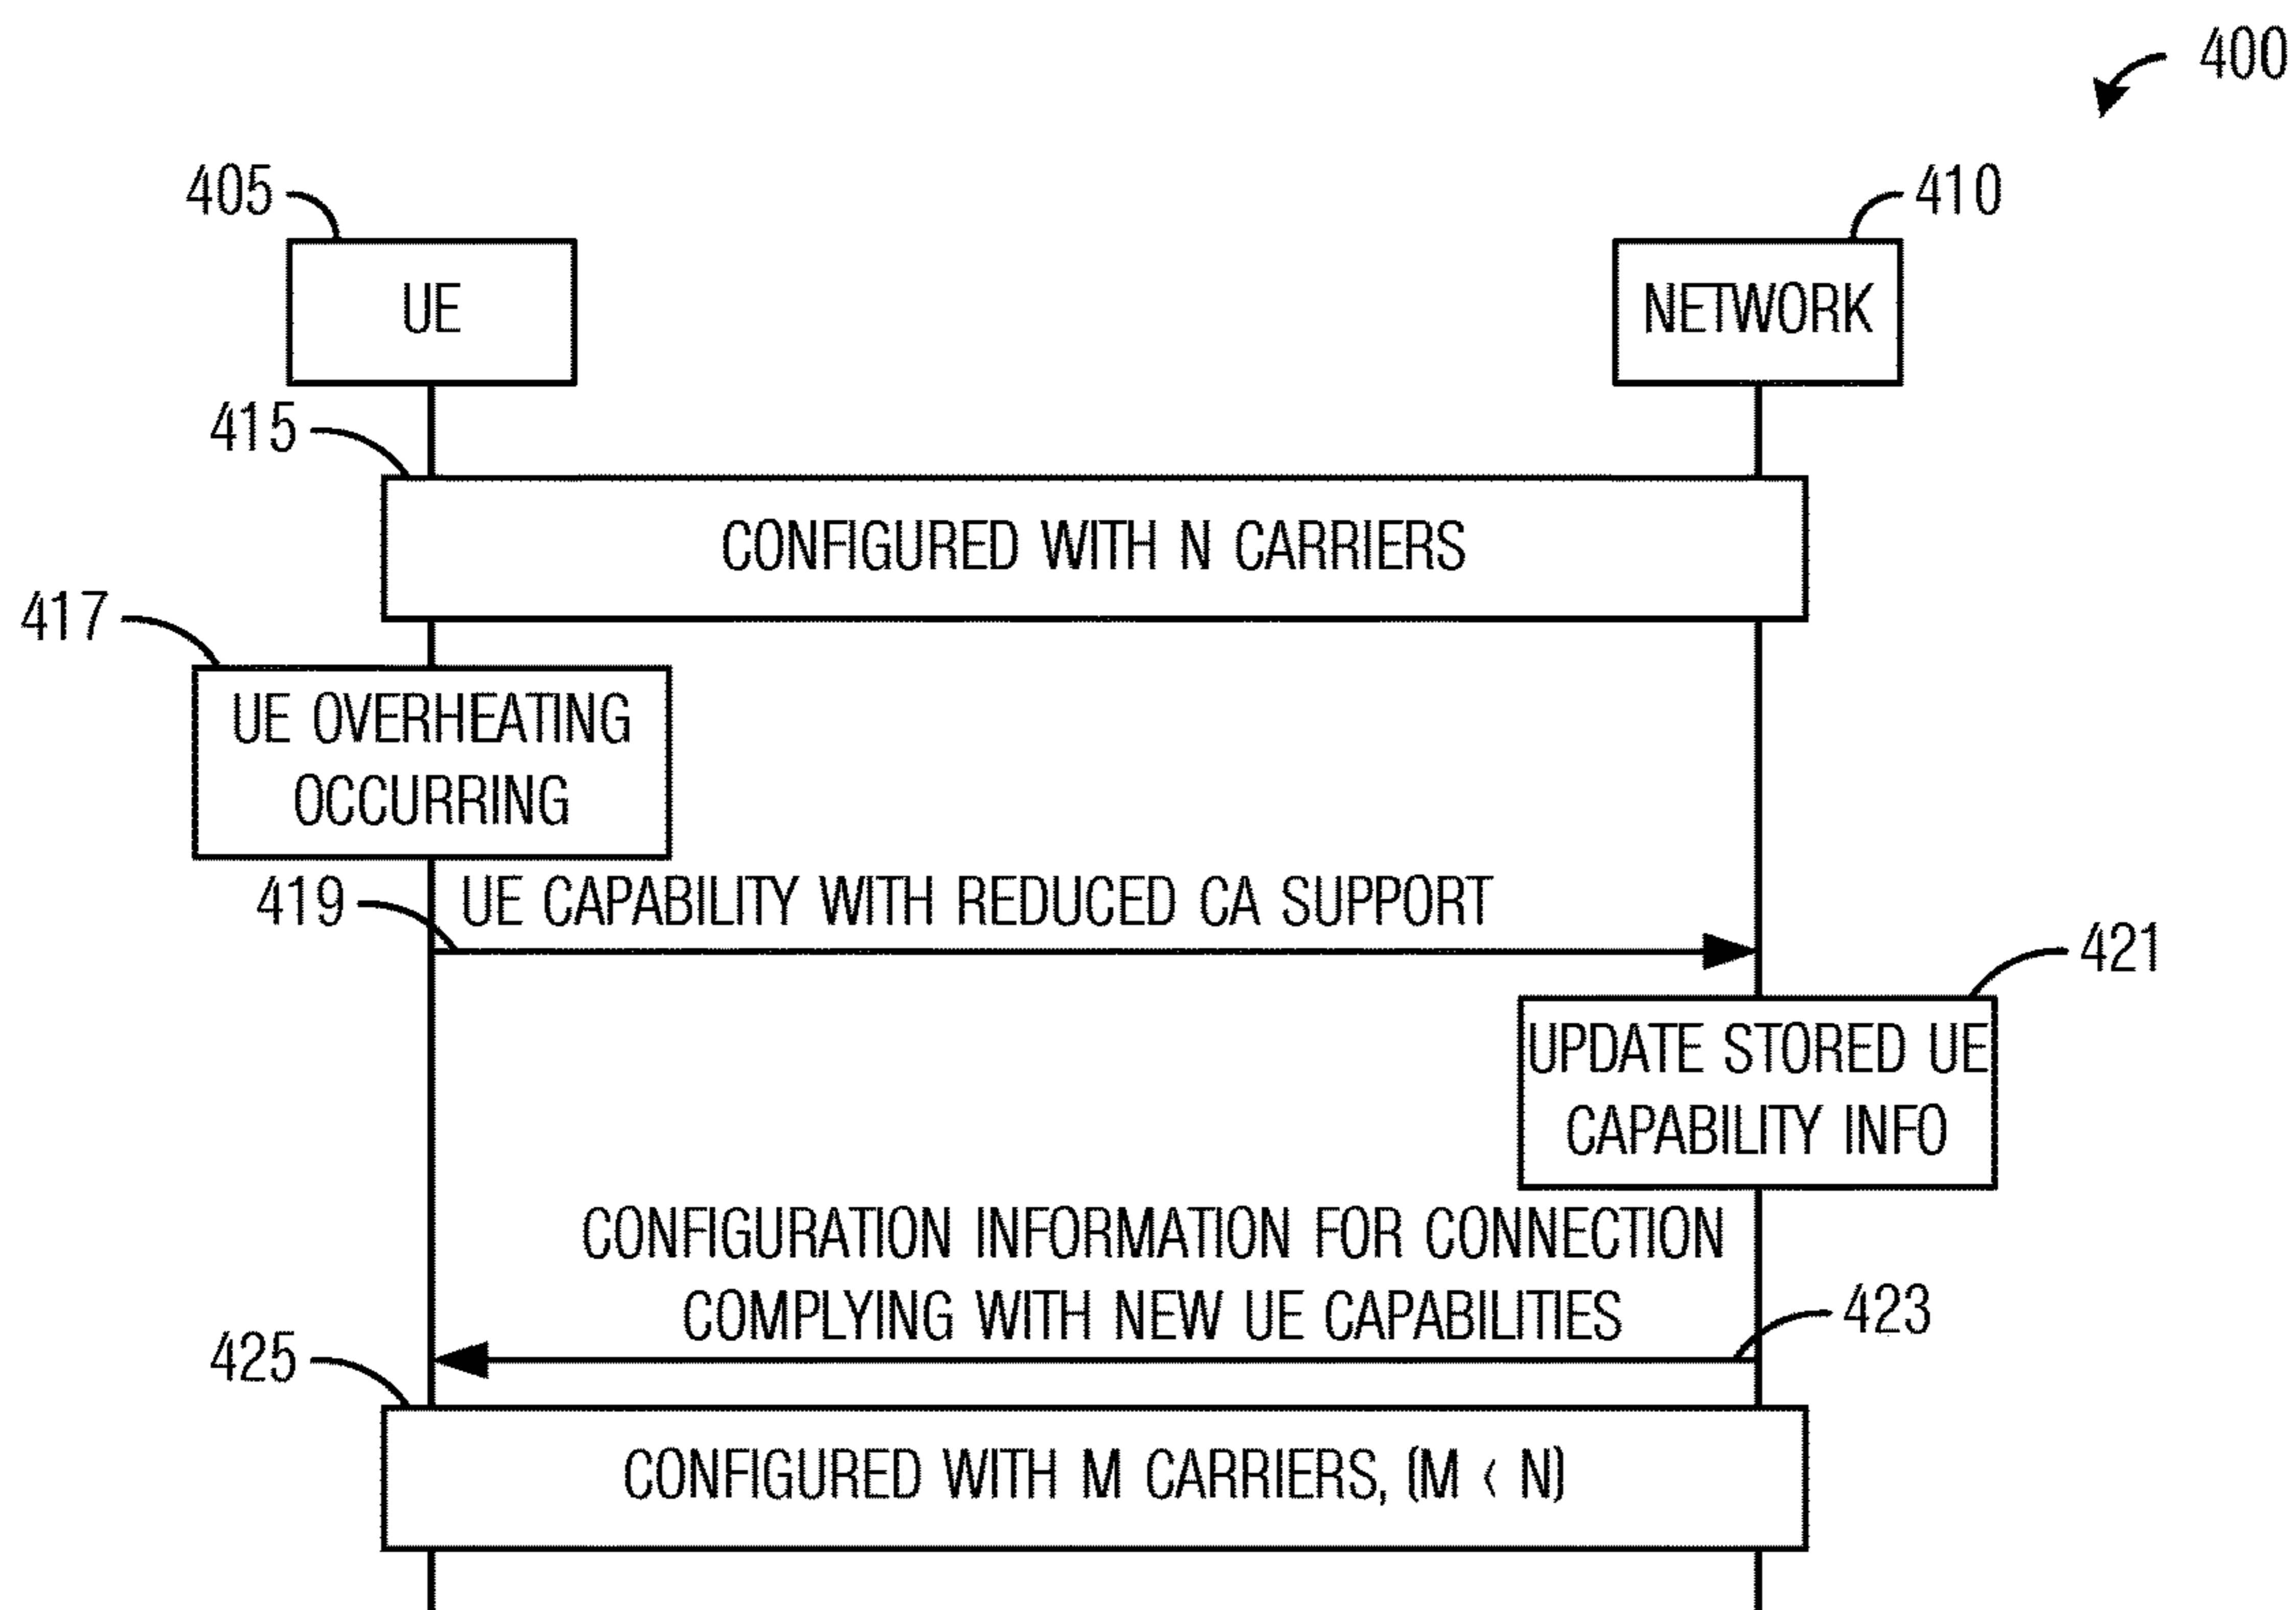 400
405
410
UE
NETWORK
415
CONFIGURED WITH N CARRIERS
417
UE OVERHEATING
OCCURRING
419
UE CAPABILITY WITH REDUCED CA SUPPORT
421
UPDATE STORED UE
CAPABILITY INFO
CONFIGURATION INFORMATION FOR CONNECTION
COMPLYING WITH NEW UE CAPABILITIES
423
425
CONFIGURED WITH M CARRIERS, (M < N)